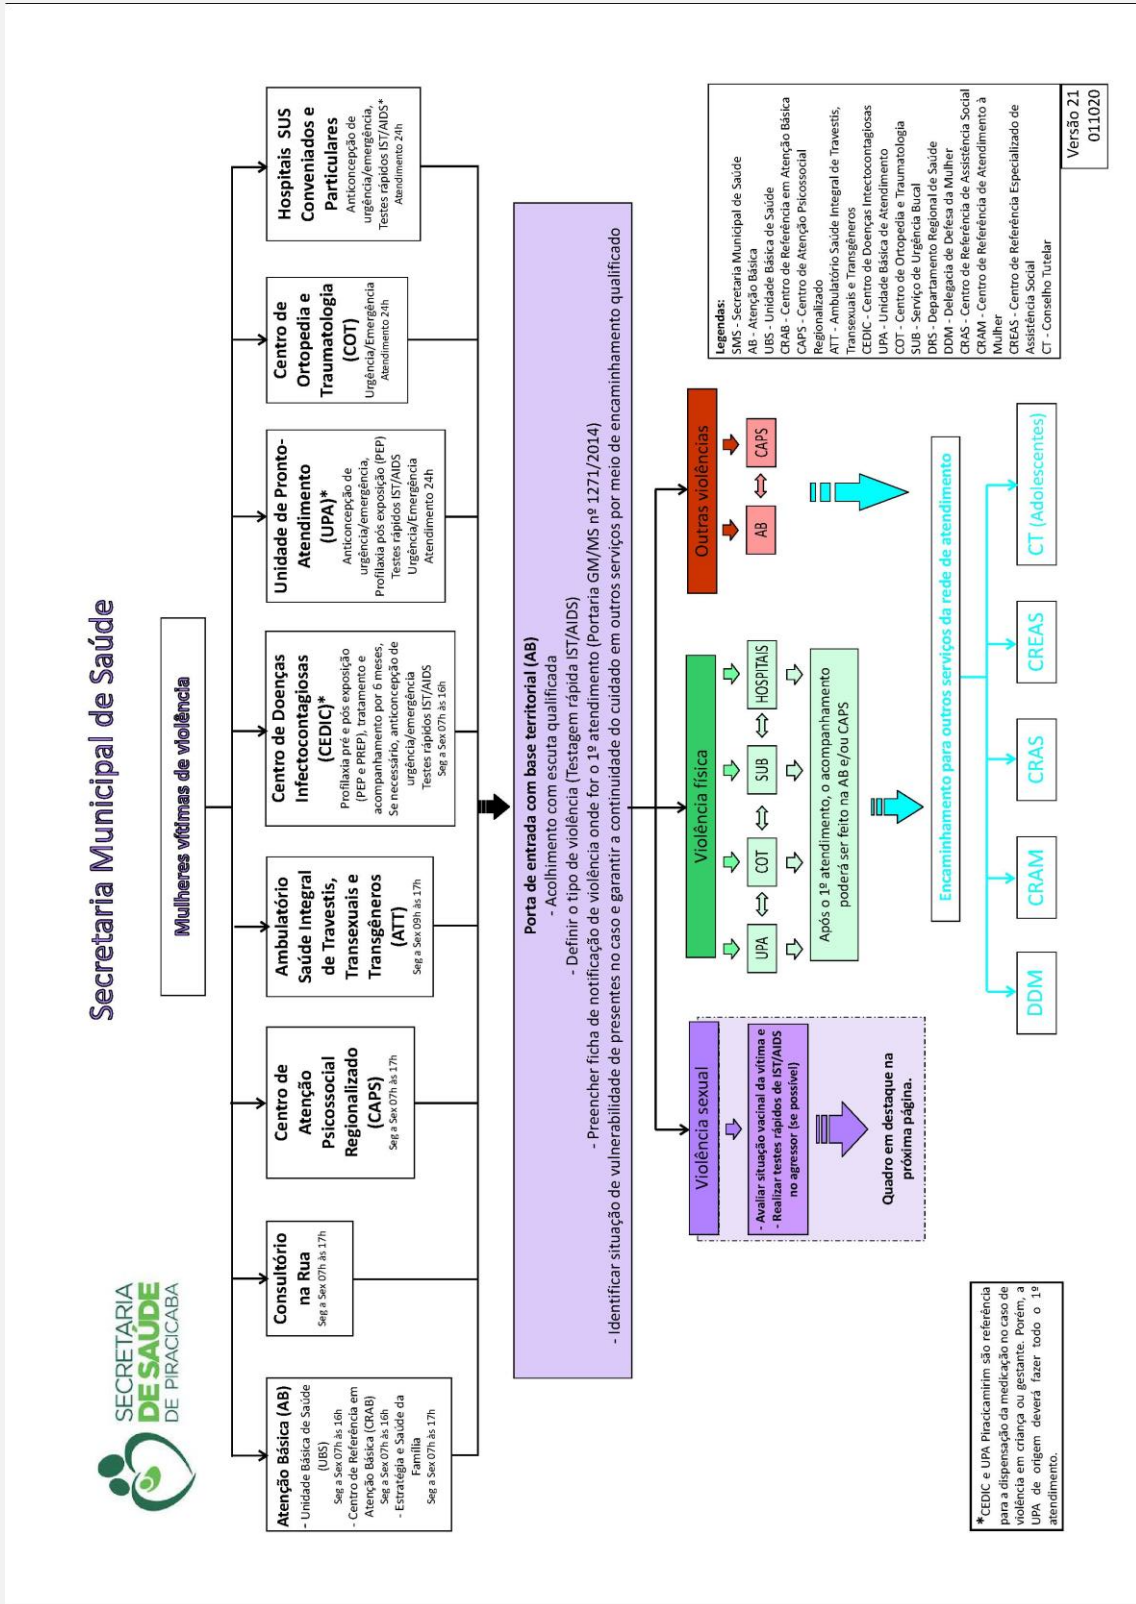 SECRETARIA
DE SAÚDE
DE PIRACICABA
Secretaria Municipal de Saúde
Mulheres vítimas de violência
Atenção Básica (AB)
- Unidade Básica de Saúde
(UBS)
Seg a Sex 07h às 16h
- Centro de Referência em
Atenção Básica (CRAB)
Seg a Sex 07h às 16h
- Estratégia e Saúde da
Família
Seg a Sex 07h às 17h
Consultório
na Rua
Seg a Sex 07h às 17h
Centro de
Atenção
Psicossocial
Regionalizado
(CAPS)
Seg a Sex 07h às 17h
Ambulatório
Saúde Integral
de Travestis,
Transexuais e
Transgêneros
(ATT)
Seg a Sex 09h às 17h
Centro de Doenças
Infectocontagiosas
(CEDIC)*
Profilaxia pré e pós exposição
(PEP e PREP), tratamento e
acompanhamento por 6 meses,
Se necessário, anticoncepção de
urgência/emergência
Testes rápidos IST/AIDS
Seg a Sex 07h às 16h
Unidade de Pronto-
Atendimento
(UPA)*
Anticoncepção de
urgência/emergência,
Profilaxia pós exposição (PEP)
Testes rápidos IST/AIDS
Urgência/Emergência
Atendimento 24h
Centro de
Ortopedia e
Traumatologia
(COT)
Urgência/Emergência
Atendimento 24h
Hospitais SUS
Conveniados e
Particulares
Anticoncepção de
urgência/emergência,
Testes rápidos IST/AIDS*
Atendimento 24h
Porta de entrada com base territorial (AB)
- Acolhimento com escuta qualificada
- Definir o tipo de violência (Testagem rápida IST/AIDS)
- Preencher ficha de notificação de violência onde for o 1º atendimento (Portaria GM/MS nº 1271/2014)
- Identificar situação de vulnerabilidade de presentes no caso e garantir a continuidade do cuidado em outros serviços por meio de encaminhamento qualificado
Violência sexual
- Avaliar situação vacinal da vítima e
- Realizar testes rápidos de IST/AIDS
no agressor (se possível)
Quadro em destaque na
próxima página.
Violência física
UPA
COT
SUB
HOSPITAIS
Após o 1º atendimento, o acompanhamento
poderá ser feito na AB e/ou CAPS
Outras violências
AB
CAPS
Encaminhamento para outros serviços da rede de atendimento
DDM
CRAM
CRAS
CREAS
CT (Adolescentes)
*CEDIC e UPA Piracicamirim são referência
para a dispensação da medicação no caso de
violência em criança ou gestante. Porém, a
UPA de origem deverá fazer todo o 1º
atendimento.
Legendas:
SMS - Secretaria Municipal de Saúde
AB - Atenção Básica
UBS - Unidade Básica de Saúde
CRAB - Centro de Referência em Atenção Básica
CAPS - Centro de Atenção Psicossocial
Regionalizado
ATT - Ambulatório Saúde Integral de Travestis,
Transexuais e Transgêneros
CEDIC - Centro de Doenças Intectocontagiosas
UPA - Unidade Básica de Atendimento
COT - Centro de Ortopedia e Traumatologia
SUB - Serviço de Urgência Bucal
DRS - Departamento Regional de Saúde
DDM - Delegacia de Defesa da Mulher
CRAS - Centro de Referência de Assistência Social
CRAM - Centro de Referência de Atendimento à
Mulher
CREAS - Centro de Referência Especializado de
Assistência Social
CT - Conselho Tutelar
Versão 21
011020